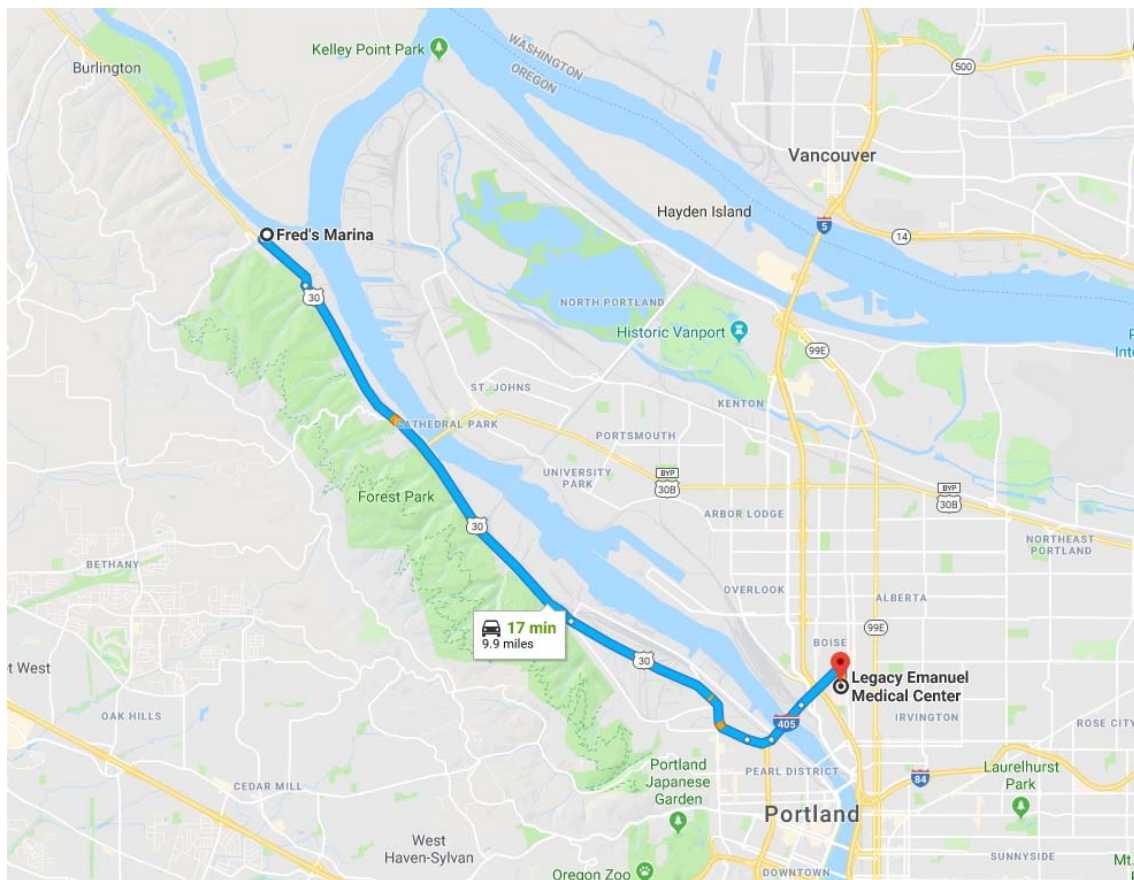 Kelley Point Park
WASHINGTON
OREGON
500
Burlington
Vancouver
Hayden Island
5
14
Fred's Marina
30
NORTH PORTLAND
Historic Vanport
99E
ST. JOHNS
KENTON
CATHEDRAL PARK
PORTSMOUTH
UNIVERSITY
PARK
BYP
30B
BYP
30B
Forest Park
ARBOR LODGE
30
NORTHEAST
PORTLAND
BETHANY
OVERLOOK
ALBERTA
17 min
9.9 miles
99E
BOISE
30
et West
Legacy Emanuel
Medical Center
OAK HILLS
405
IRVINGTON
ROSE CITY
Portland
Japanese
Garden
PEARL DISTRICT
84
Laurelhurst
Park
CEDAR MILL
Portland
West
Haven-Sylvan
SUNNYSIDE
Mt.
Oregon Zoo
DOWNTOWN